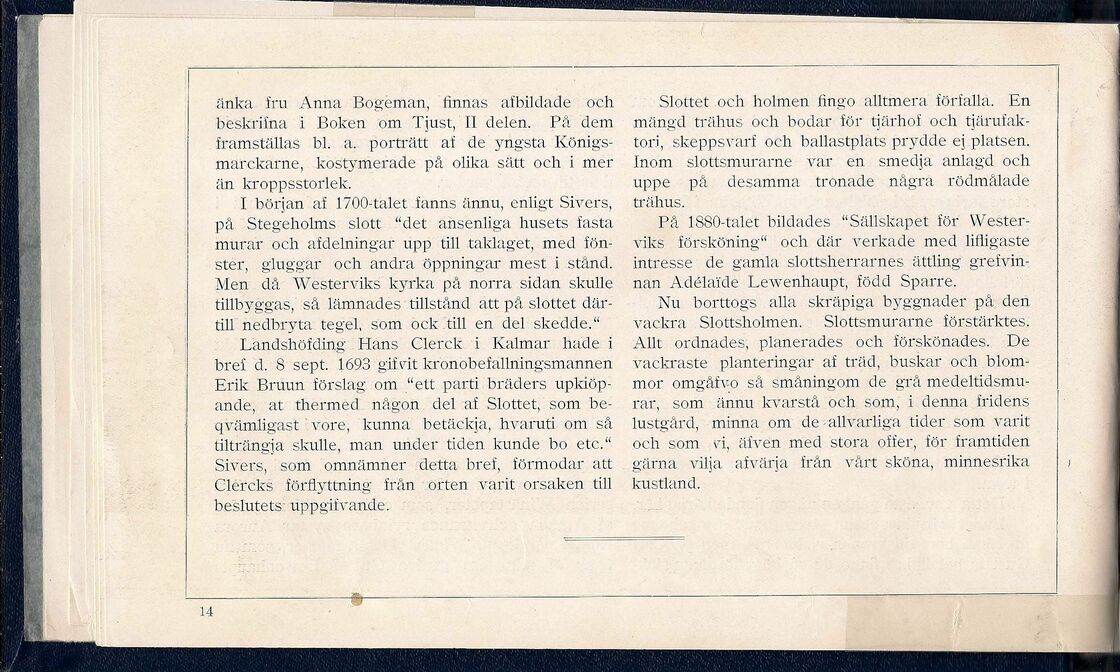 änka fru Anna Bogeman, finnas afbildade och
beskrifna i Boken om Tjust, II delen. På dem
framställas bl. a. porträtt af de yngsta Königs-
marckarne, kostymerade på olika sätt och i mer
än kroppsstorlek.
I början af 1700-talet fanns ännu, enligt Sivers,
på Stegeholms slott “det ansenliga husets fasta
murar och afdelningar upp till taklaget, med fön-
ster, gluggar och andra öppningar mest i stånd.
Men då Westerviks kyrka på norra sidan skulle
tillbyggas, så lämnades tillstånd att på slottet där-
till nedbryta tegel, som ock till en del skedde.“
Landshöfding Hans Clerck i Kalmar hade i
bref d. 8 sept. 1693 gifvit kronobefallningsmannen
Erik Bruun förslag om “ett parti bräders upkiöp-
ande, at thermed någon del af Slottet, som be-
qvämligast vore, kunna betäckja, hvaruti om så
tilträngja skulle, man under tiden kunde bo etc.“
Sivers, som omnämner detta bref, förmodar att
Clercks förflyttning från orten varit orsaken till
beslutets uppgifvande.
Slottet och holmen fingo alltmera förfalla. En
mängd trähus och bodar för tjärhof och tjärufak-
tori, skeppsvarf och ballastplats prydde ej platsen.
Inom slottsmurarne var en smedja anlagd och
uppe på desamma tronade några rödmålade
trähus.
På 1880-talet bildades “Sällskapet för Wester-
viks försköning“ och där verkade med lifligaste
intresse de gamla slottsherrarnes ättling grefvin-
nan Adélaïde Lewenhaupt, född Sparre.
Nu borttogs alla skräpiga byggnader på den
vackra Slottsholmen. Slottsmurarne förstärktes.
Allt ordnades, planerades och förskönades. De
vackraste planteringar af träd, buskar och blom-
mor omgåfvo så småningom de grå medeltidsmu-
rar, som ännu kvarstå och som, i denna fridens
lustgård, minna om de allvarliga tider som varit
och som vi, äfven med stora offer, för framtiden
gärna vilja afvärja från vårt sköna, minnesrika
kustland.
14